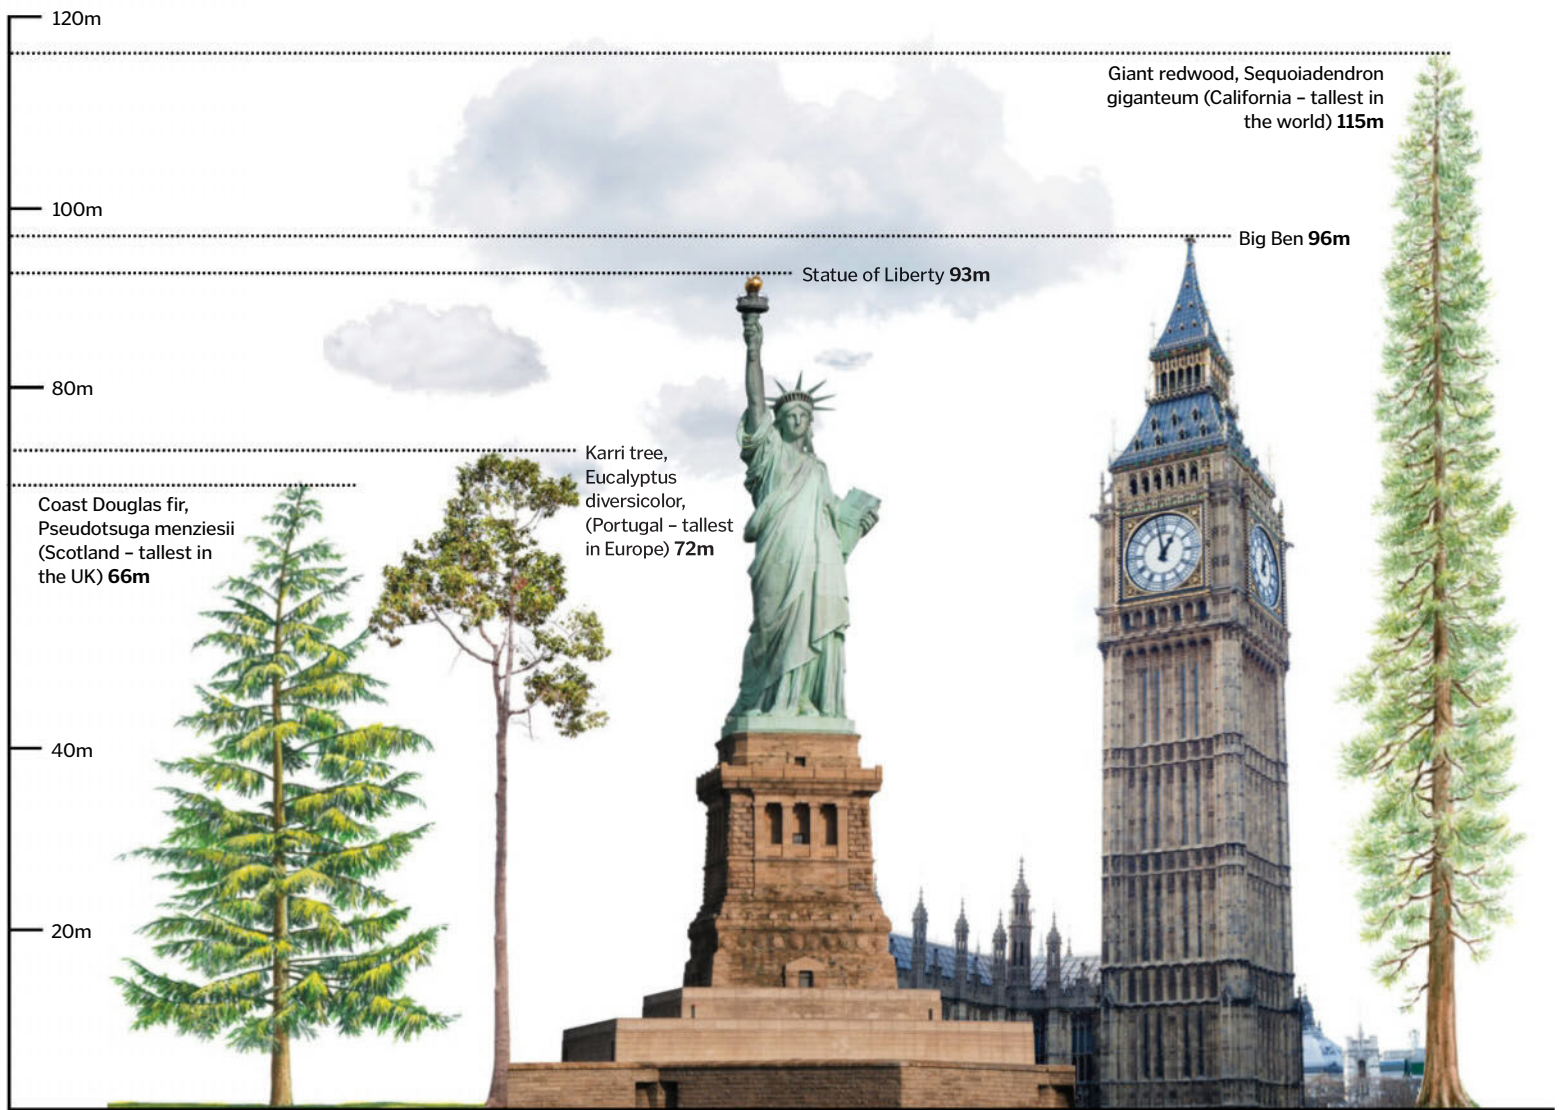 120m
Giant redwood, Sequoiadendron
giganteum (California – tallest in
the world) 115m
100m
Big Ben 96m
Statue of Liberty 93m
80m
Karri tree,
Eucalyptus
diversicolor,
(Portugal – tallest
in Europe) 72m
Coast Douglas fir,
Pseudotsuga menziesii
(Scotland – tallest in
the UK) 66m
40m
20m